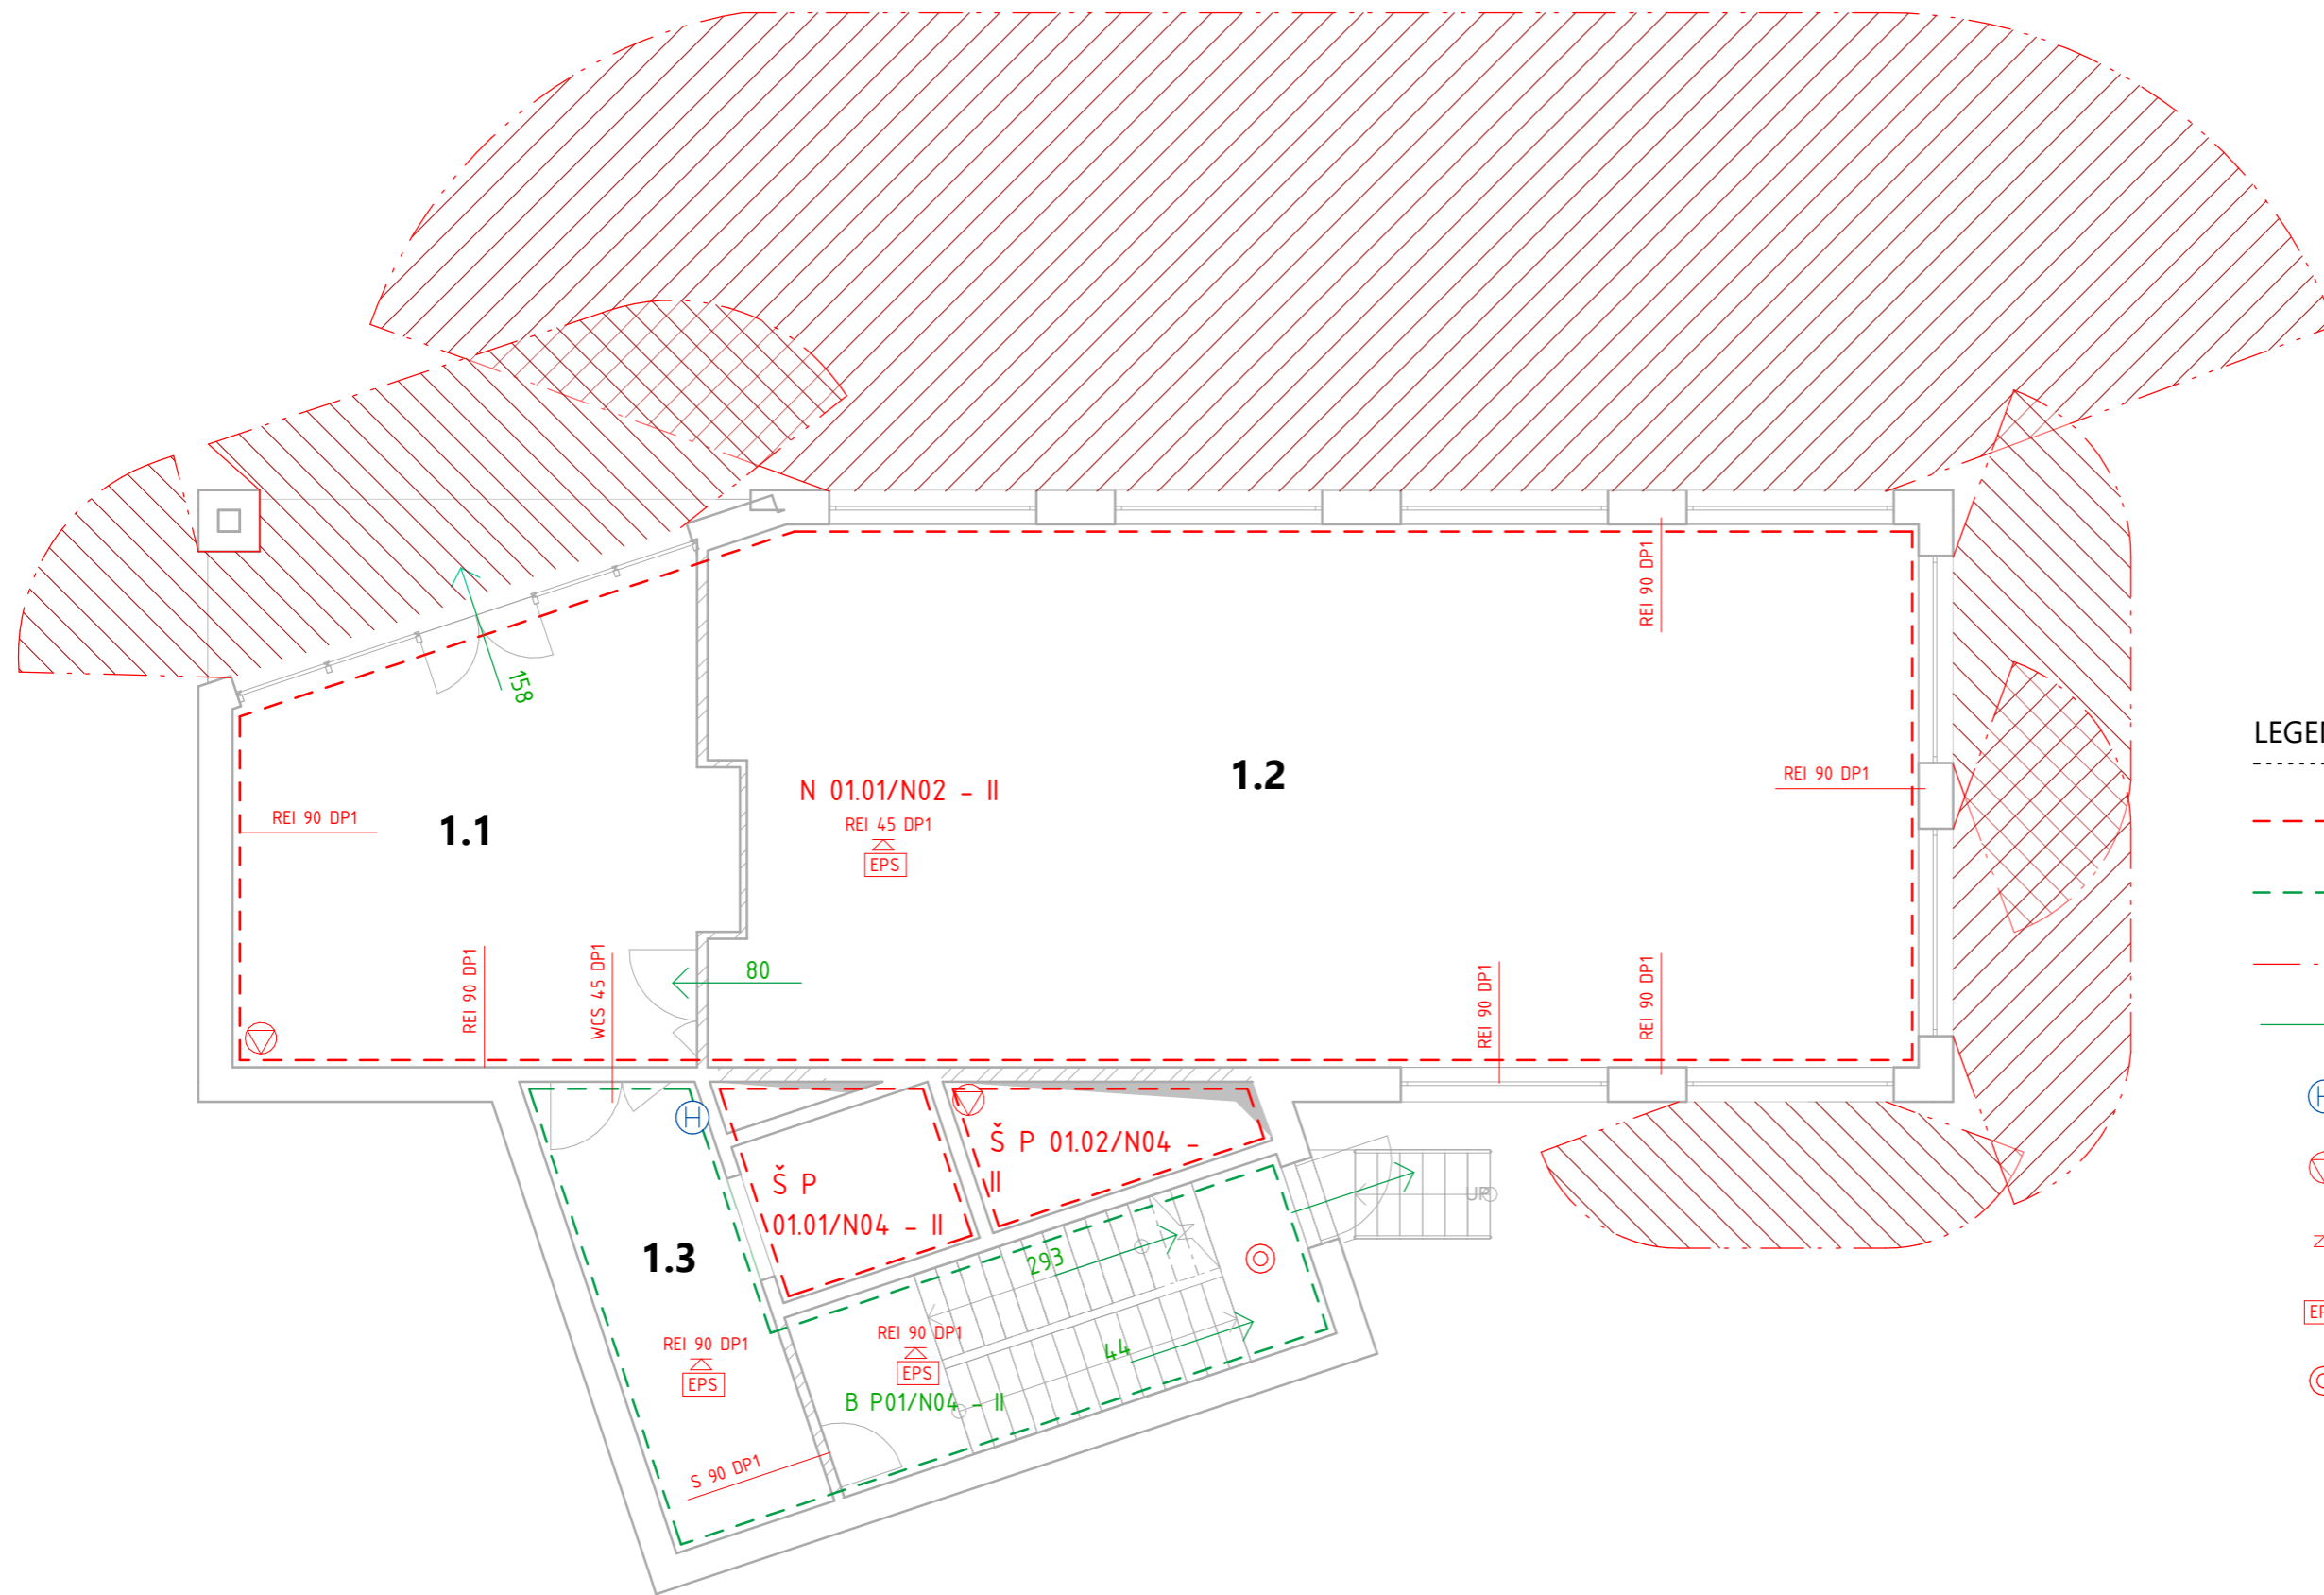 158
REI 90 DP1
1.2
LEGE
N 01.01/N02 - II
REI 90 DP1
REI 90 DP1
1.1
REI 45 DP1
EPS
REI 90 DP1
WCS 45 DP1
80
REI 90 DP1
REI 90 DP1
H
H
Š P 01.02/N04 -
II
Š P
01.01/N04 - II
UP
1.3
293
REI 90 DP1
EPS
REI 90 DP1
EPS
44
B P01/N04 - II
S 90 DP1